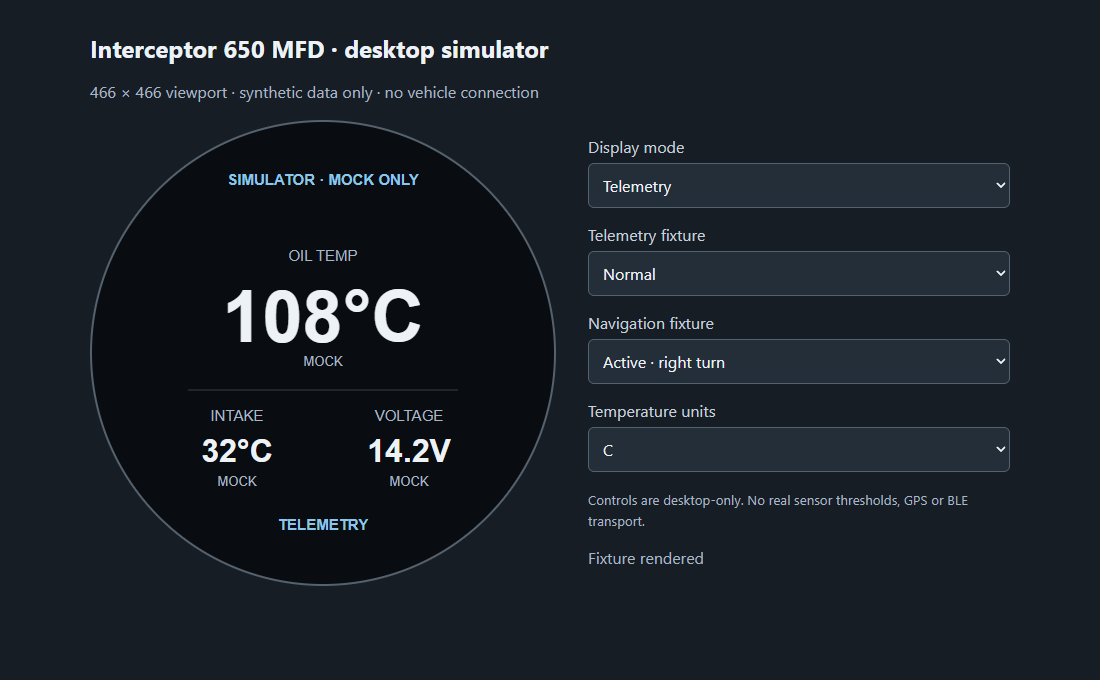 Interceptor 650 MFD · desktop simulator
466 × 466 viewport · synthetic data only · no vehicle connection
SIMULATOR · MOCK ONLY
OIL TEMP
108°C
MOCK
INTAKE
32°C
MOCK
VOLTAGE
14.2V
MOCK
TELEMETRY
Display mode
Telemetry
Telemetry fixture
Normal
Navigation fixture
Active · right turn
Temperature units
C
Controls are desktop-only. No real sensor thresholds, GPS or BLE
transport.
Fixture rendered